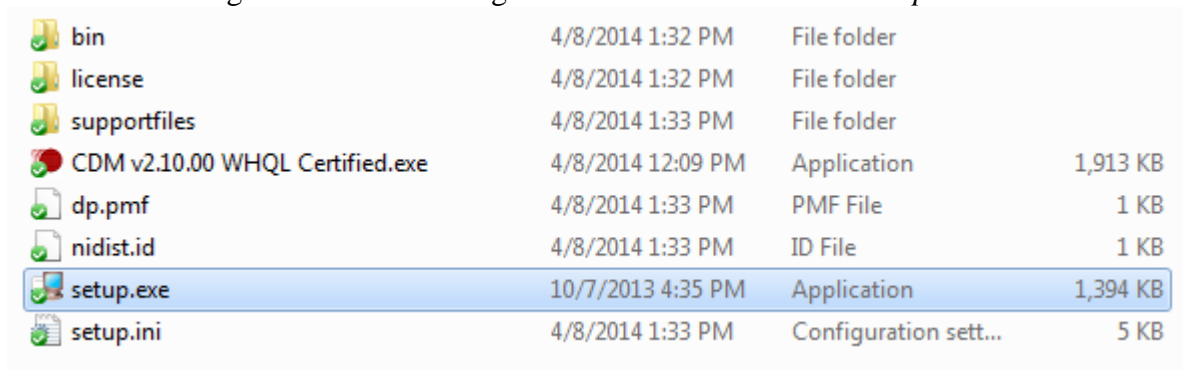 bin 4/8/2014 1:32 PM File folder
license 4/8/2014 1:32 PM File folder
supportfiles 4/8/2014 1:33 PM File folder
CDM v2.10.00 WHQL Certified.exe 4/8/2014 12:09 PM Application 1,913 KB
dp.pmf 4/8/2014 1:33 PM PMF File 1 KB
nidist.id 4/8/2014 1:33 PM ID File 1 KB
setup.exe 10/7/2013 4:35 PM Application 1,394 KB
setup.ini 4/8/2014 1:33 PM Configuration sett... 5 KB